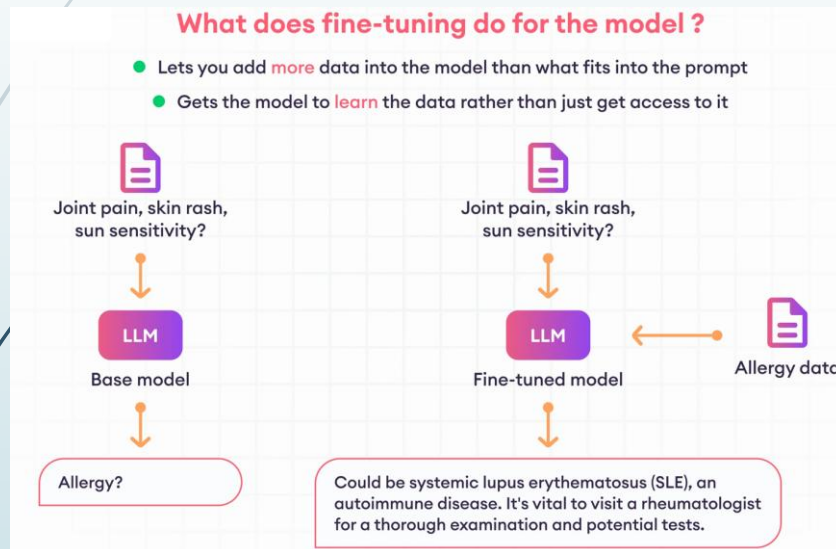 What does fine-tuning do for the model ?
Lets you add more data into the model than what fits into the prompt
Gets the model to learn the data rather than just get access to it
Joint pain, skin rash,
sun sensitivity?
LLM
Base model
Allergy?
Joint pain, skin rash,
sun sensitivity?
LLM
Fine-tuned model
Allergy data
Could be systemic lupus erythematosus (SLE), an
autoimmune disease. It's vital to visit a rheumatologist
for a thorough examination and potential tests.